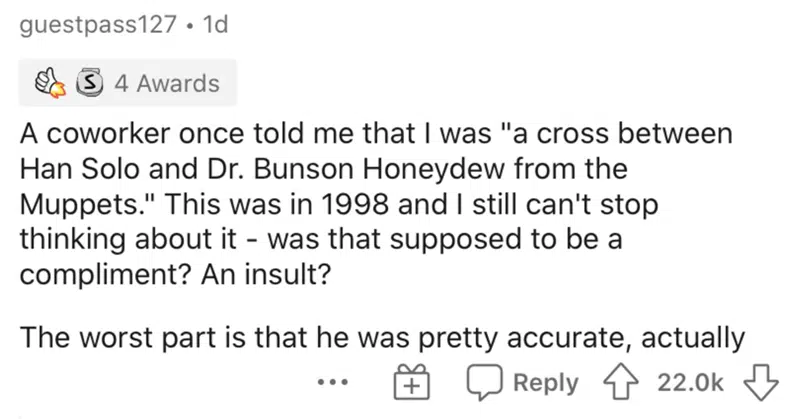 guestpass127 • 1d
S 4 Awards
A coworker once told me that I was "a cross between
Han Solo and Dr. Bunson Honeydew from the
Muppets." This was in 1998 and I still can't stop
thinking about it - was that supposed to be a
compliment? An insult?
The worst part is that he was pretty accurate, actually
Reply 22.0k